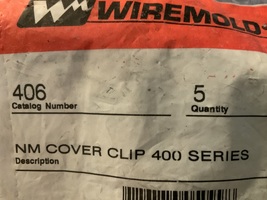 WIREMOLD
406 5
Catalog Number Quantity
NM COVER CLIP 400 SERIES
Description